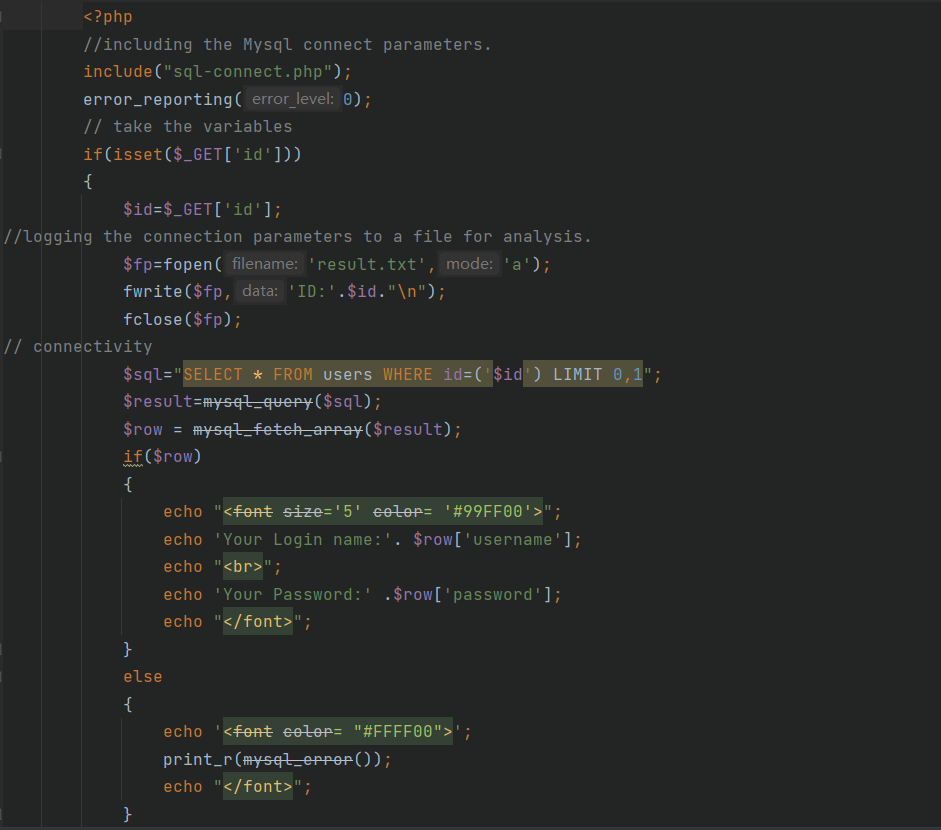 <?php
//including the Mysql connect parameters.
include("sql-connect.php");
error_reporting( error_level: 0);
// take the variables
if(isset($_GET['id']))
{
$id=$_GET['id'];
//logging the connection parameters to a file for analysis.
$fp=fopen( filename: 'result.txt', mode: 'a');
fwrite($fp, data: 'ID:'.$id."\n");
fclose($fp);
// connectivity
$sql="SELECT * FROM users WHERE id=('$id') LIMIT 0,1";
$result=mysql_query($sql);
$row = mysql_fetch_array($result);
if($row)
{
echo "<font size='5' color= '#99FF00'>";
echo 'Your Login name:'. $row['username'];
echo "<br>";
echo 'Your Password:' .$row['password'];
echo "</font>";
}
else
{
echo '<font color= "#FFFF00">';
print_r(mysql_error());
echo "</font>";
}